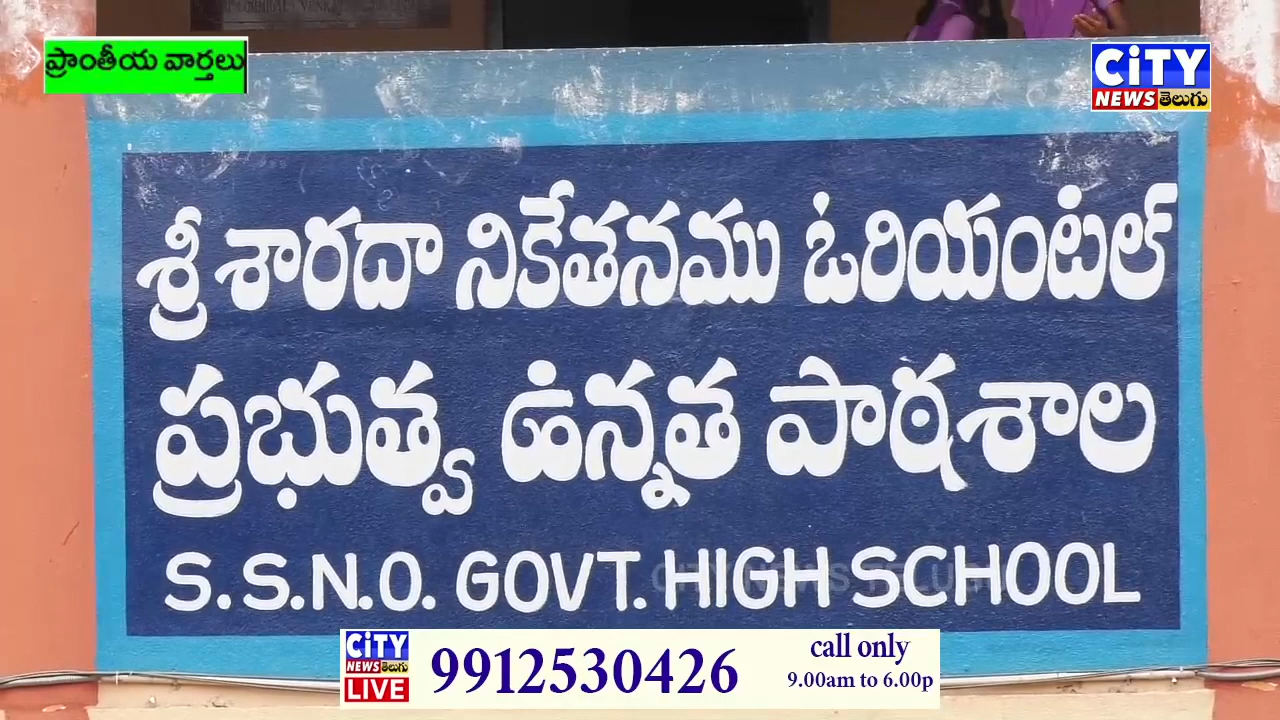 ప్రాంతీయ వార్తలు
CiTY
NEWS తెలుగు
శ్రీ శారదా నికేతనము ఓరియంటల్
ప్రభుత్వ ఉన్నత పాఠశాల
S.S.N.O. GOVT. HIGH SCHOOL
CiTY
NEWS తెలుగు
LIVE
9912530426
call only
9.00am to 6.00p